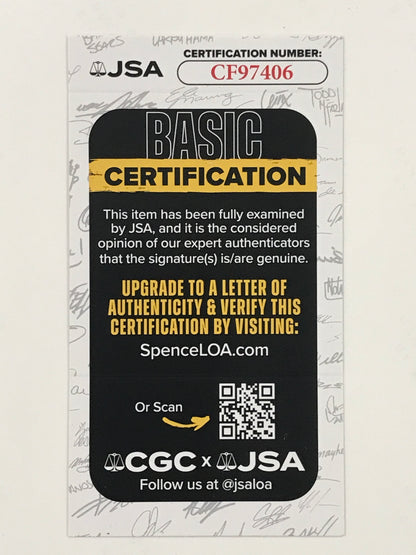 CERTIFICATION NUMBER:
JSA
CF97406
BASIC
CERTIFICATION
This item has been fully examined
by JSA, and it is the considered
opinion of our expert authenticators
that the signature(s) is/are genuine.
UPGRADE TO A LETTER OF
AUTHENTICITY & VERIFY THIS
CERTIFICATION BY VISITING:
SpenceLOA.com
Or Scan
CGC x JSA
Follow us at @jsaloa